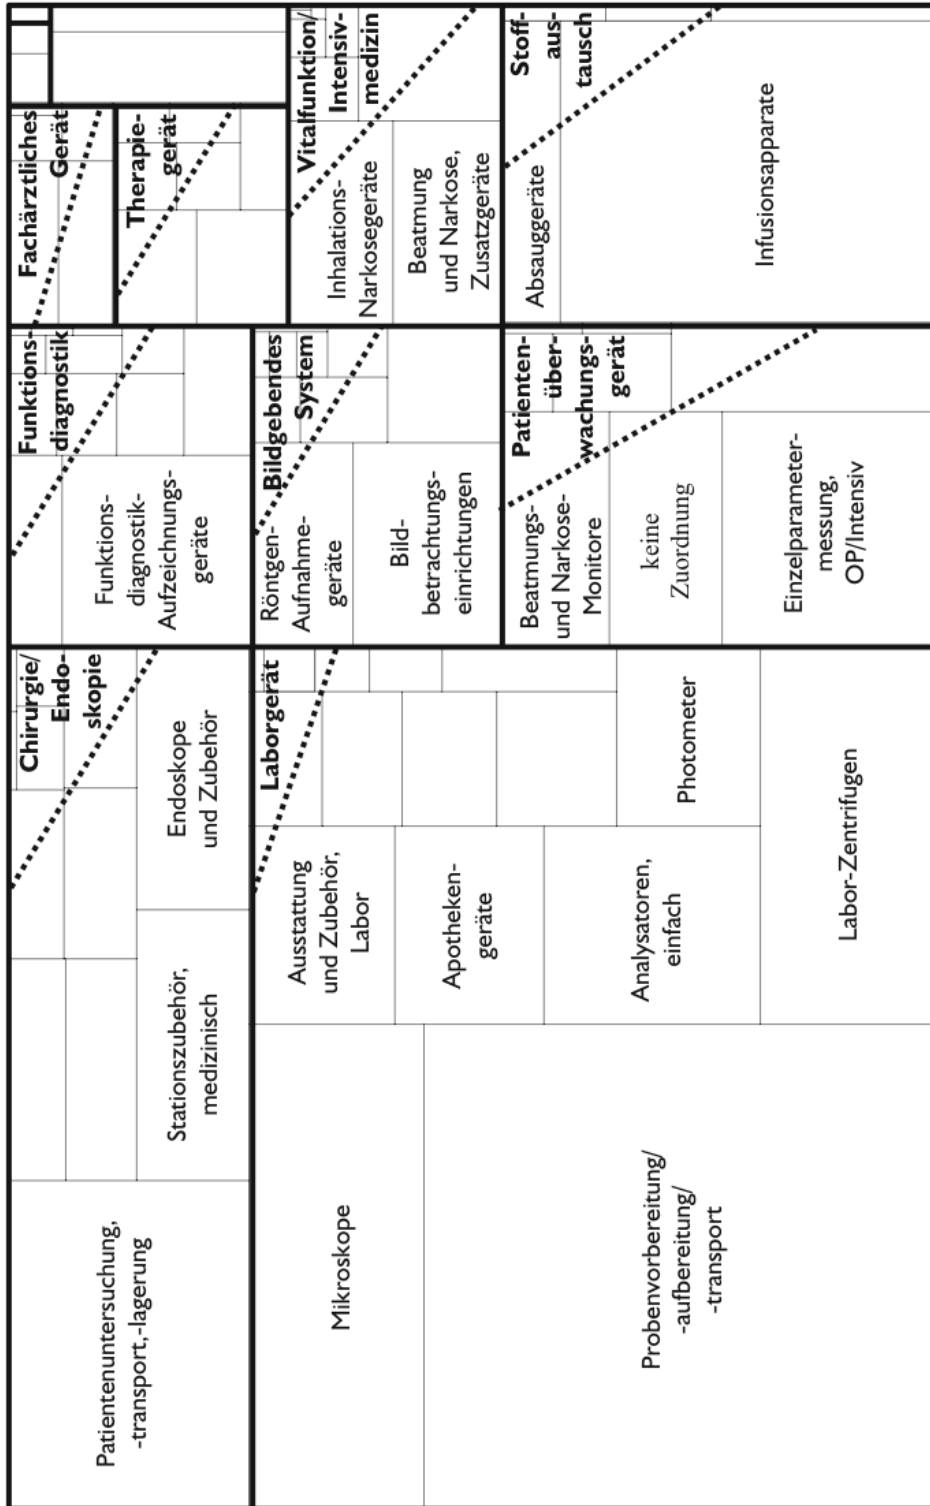 Patientenuntersuchung,
-transport,-lagerung
Stationszubehör,
medizinisch
Endoskope
und Zubehör
Chirurgie/
Endo-
skopie
Funktions-
diagnostik-
Aufzeichnungs-
geräte
Funktions-
diagnostik
Fachärztliches
Gerät
Therapie-
gerät
Mikroskope
Probenvorbereitung/
-aufbereitung/
-transport
Ausstattung
und Zubehör,
Labor
Apotheken-
geräte
Analysatoren,
einfach
Labor-Zentrifugen
Photometer
Laborgerät
Röntgen-
Aufnahme-
geräte
Bild-
betrachtungs-
einrichtungen
Bildgebendes
System
Inhalations-
Narkosegeräte
Beatmung
und Narkose,
Zusatzgeräte
Vitalfunktion/
Intensiv-
medizin
Beatmungs-
und Narkose-
Monitore
keine
Zuordnung
Einzelparameter-
messung,
OP/Intensiv
Patienten-
über-
wachungs-
gerät
Absauggeräte
Infusionsapparate
Stoff-
aus-
tausch